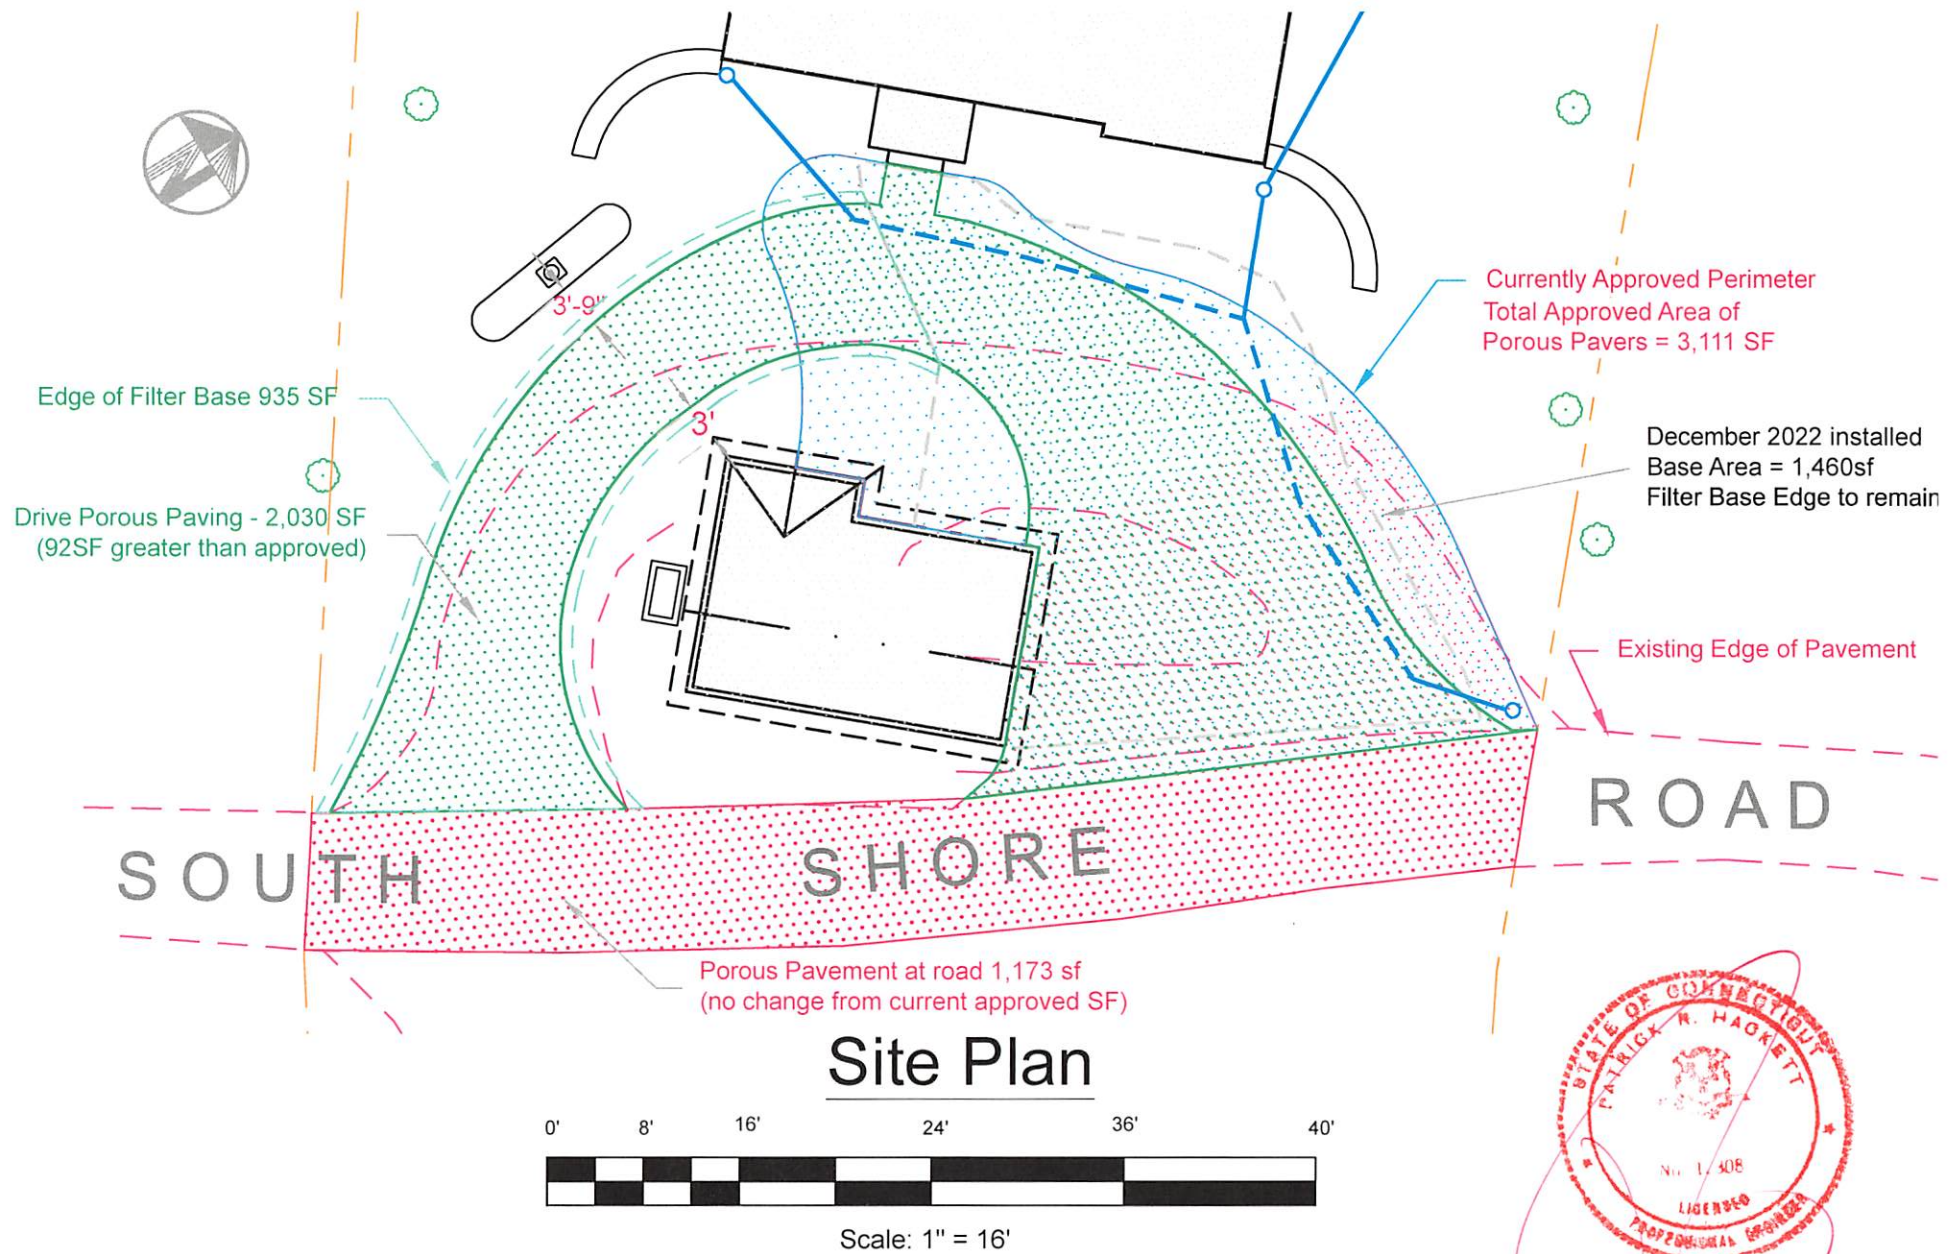 3'-9"
Currently Approved Perimeter
Total Approved Area of
Porous Pavers = 3,111 SF
Edge of Filter Base 935 SF
3'
December 2022 installed
Base Area = 1,460sf
Filter Base Edge to remain
Drive Porous Paving - 2,030 SF
(92SF greater than approved)
Existing Edge of Pavement
SOUTH SHORE ROAD
Porous Pavement at road 1,173 sf
(no change from current approved SF)
Site Plan
0' 8' 16' 24' 36' 40'
Scale: 1" = 16'
STATE OF CONNECTICUT
PATRICK R. HACKETT
LICENSED
PROFESSIONAL ENGINEER